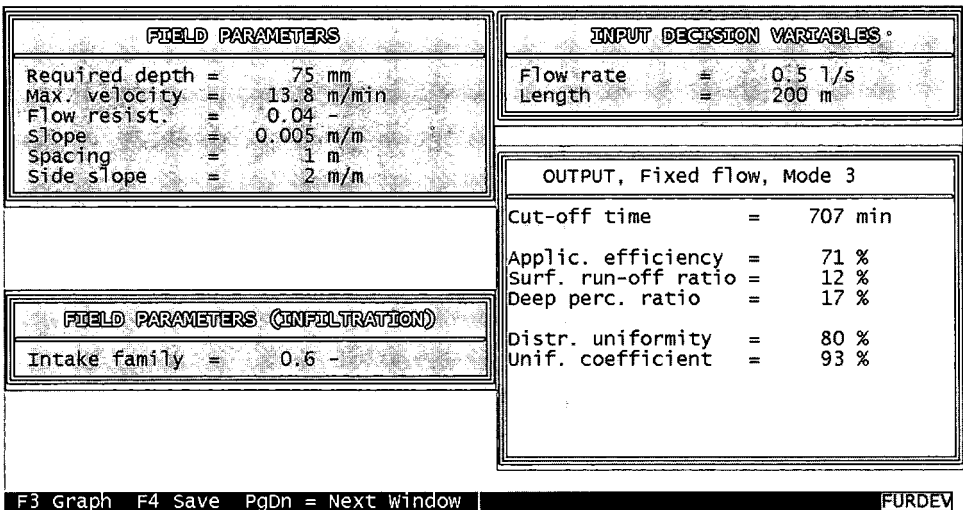 FIELD PARAMETERS
Required depth = 75 mm
Max. velocity = 13.8 m/min
Flow resist. = 0.04 -
Slope = 0.005 m/m
Spacing = 1 m
Side slope = 2 m/m
FIELD PARAMETERS (INFILTRATION)
Intake family = 0.6 -
INPUT DECISION VARIABLES
Flow rate = 0.5 l/s
Length = 200 m
OUTPUT, Fixed flow, Mode 3
Cut-off time = 707 min
Applic. efficiency = 71 %
Surf. run-off ratio = 12 %
Deep perc. ratio = 17 %
Distr. uniformity = 80 %
Unif. coefficient = 93 %
F3 Graph F4 Save PgDn = Next Window
FURDEV